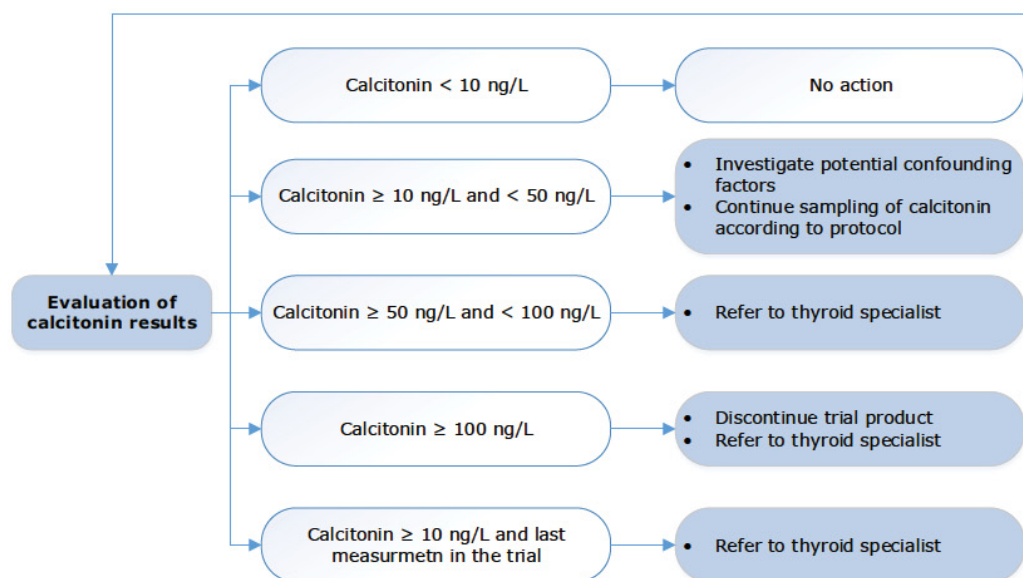 Calcitonin < 10 ng/L
No action
Calcitonin ≥ 10 ng/L and < 50 ng/L
• Investigate potential confounding
factors
• Continue sampling of calcitonin
according to protocol
Evaluation of
calcitonin results
Calcitonin ≥ 50 ng/L and < 100 ng/L
• Refer to thyroid specialist
Calcitonin ≥ 100 ng/L
• Discontinue trial product
• Refer to thyroid specialist
Calcitonin ≥ 10 ng/L and last
measurmetn in the trial
• Refer to thyroid specialist